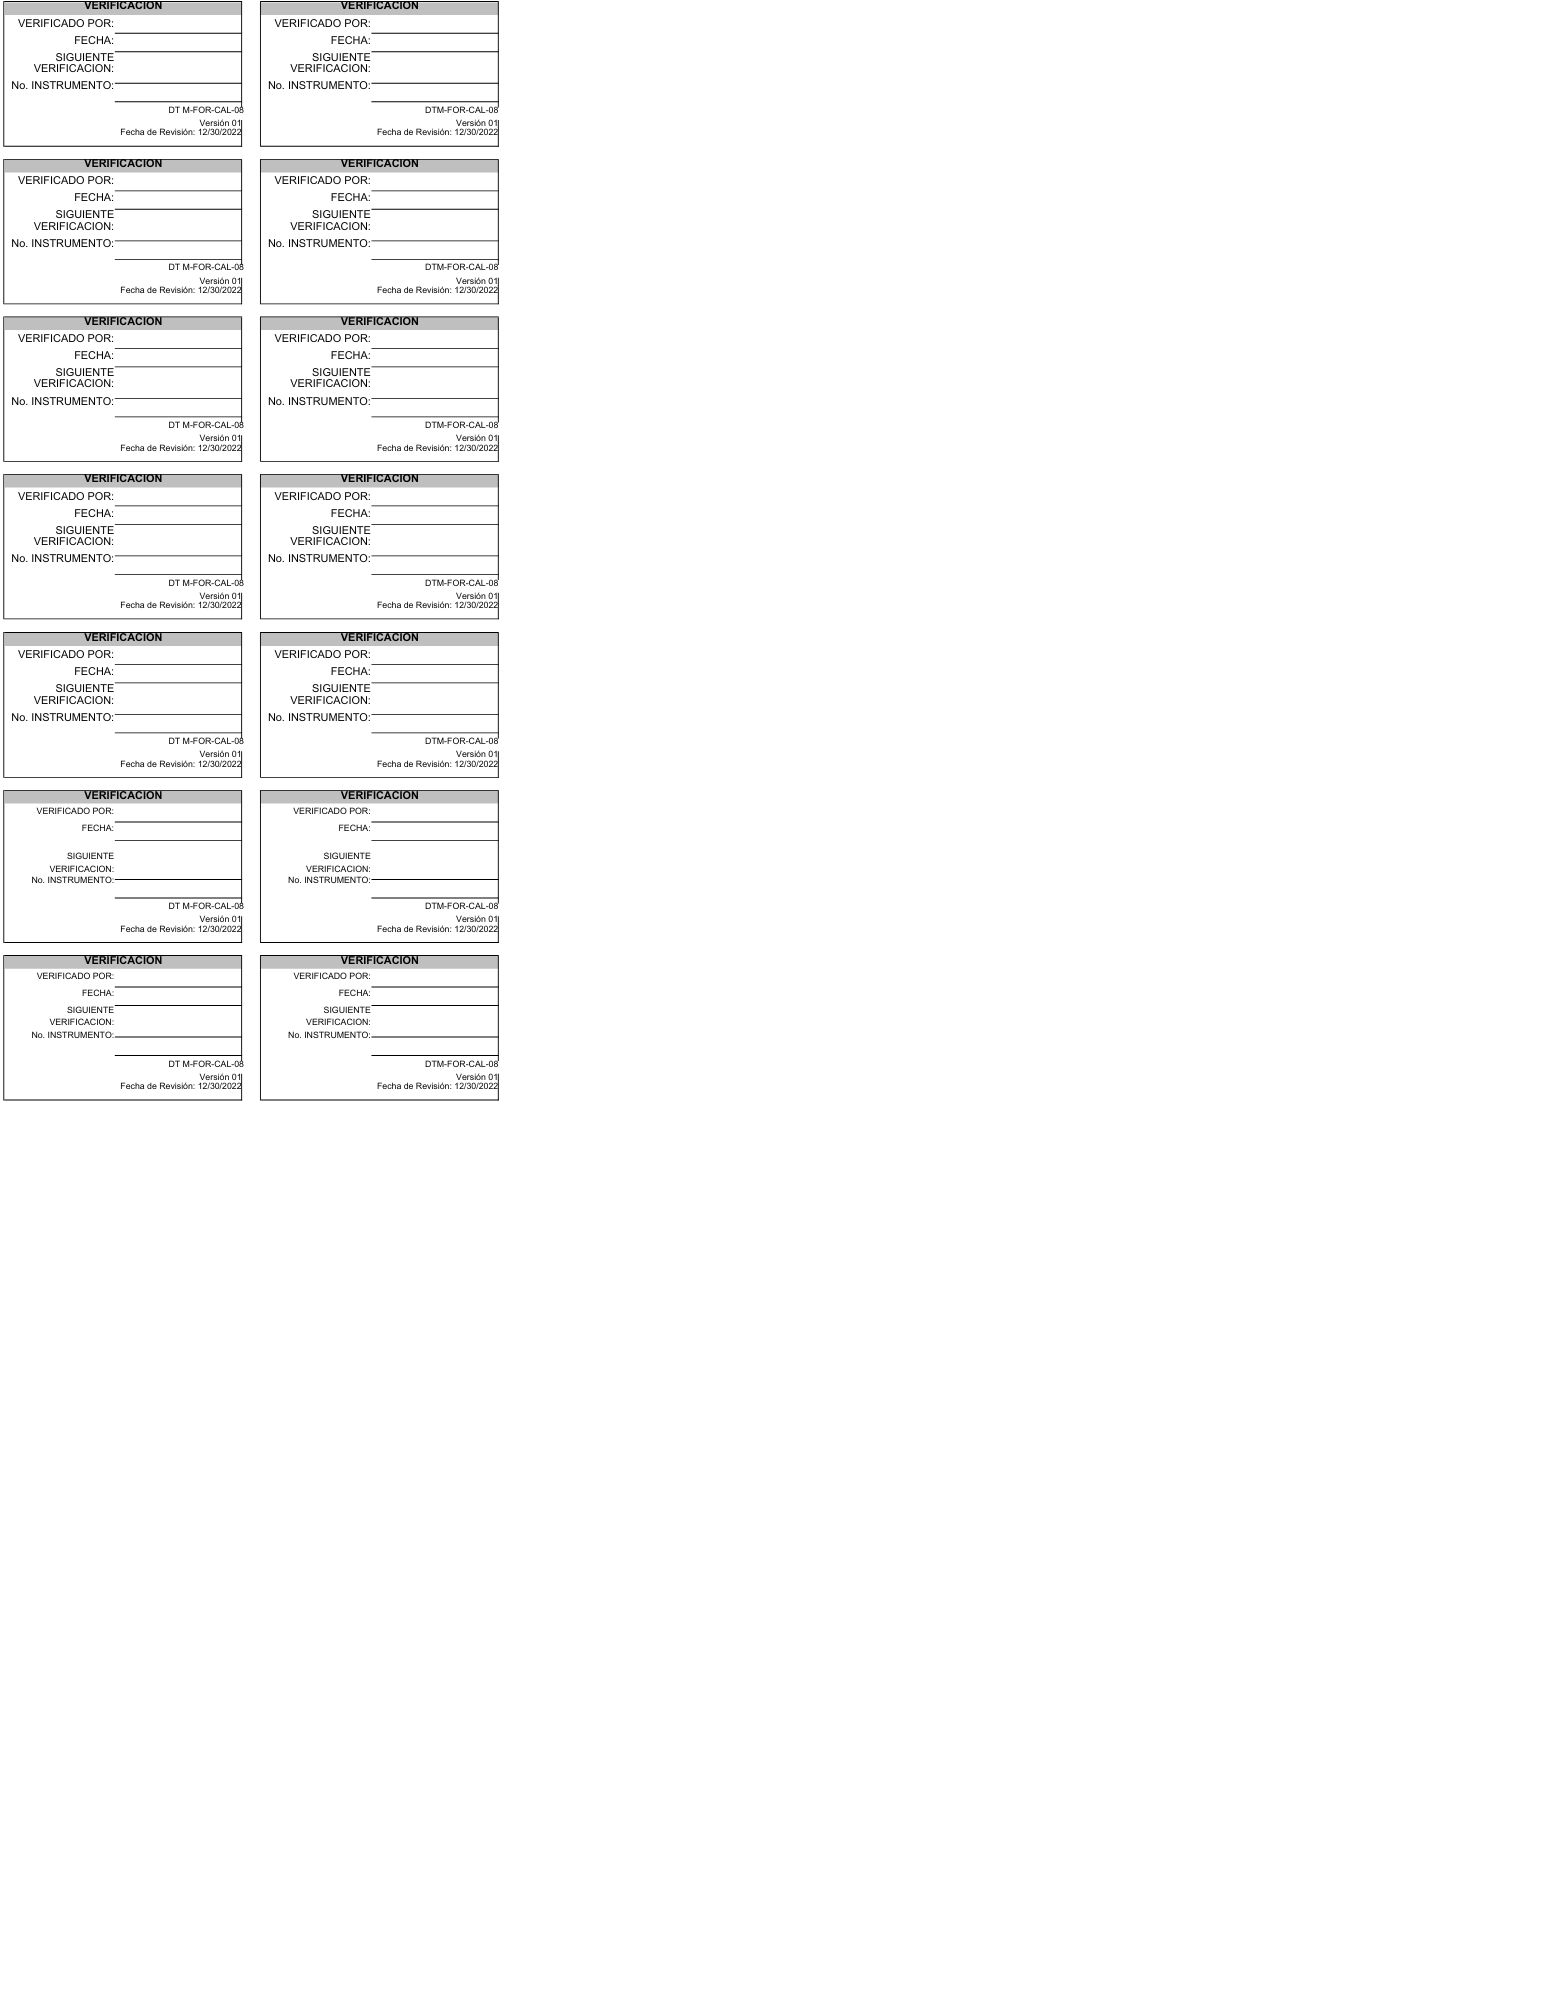 VERIFICACION
VERIFICADO POR:
FECHA:
SIGUIENTE
VERIFICACION:
No. INSTRUMENTO:
DT M-FOR-CAL-08
Versión 01
Fecha de Revisión: 12/30/2022
VERIFICACION
VERIFICADO POR:
FECHA:
SIGUIENTE
VERIFICACION:
No. INSTRUMENTO:
DTM-FOR-CAL-08
Versión 01
Fecha de Revisión: 12/30/2022
VERIFICACION
VERIFICADO POR:
FECHA:
SIGUIENTE
VERIFICACION:
No. INSTRUMENTO:
DT M-FOR-CAL-08
Versión 01
Fecha de Revisión: 12/30/2022
VERIFICACION
VERIFICADO POR:
FECHA:
SIGUIENTE
VERIFICACION:
No. INSTRUMENTO:
DTM-FOR-CAL-08
Versión 01
Fecha de Revisión: 12/30/2022
VERIFICACION
VERIFICADO POR:
FECHA:
SIGUIENTE
VERIFICACION:
No. INSTRUMENTO:
DT M-FOR-CAL-08
Versión 01
Fecha de Revisión: 12/30/2022
VERIFICACION
VERIFICADO POR:
FECHA:
SIGUIENTE
VERIFICACION:
No. INSTRUMENTO:
DTM-FOR-CAL-08
Versión 01
Fecha de Revisión: 12/30/2022
VERIFICACION
VERIFICADO POR:
FECHA:
SIGUIENTE
VERIFICACION:
No. INSTRUMENTO:
DT M-FOR-CAL-08
Versión 01
Fecha de Revisión: 12/30/2022
VERIFICACION
VERIFICADO POR:
FECHA:
SIGUIENTE
VERIFICACION:
No. INSTRUMENTO:
DTM-FOR-CAL-08
Versión 01
Fecha de Revisión: 12/30/2022
VERIFICACION
VERIFICADO POR:
FECHA:
SIGUIENTE
VERIFICACION:
No. INSTRUMENTO:
DT M-FOR-CAL-08
Versión 01
Fecha de Revisión: 12/30/2022
VERIFICACION
VERIFICADO POR:
FECHA:
SIGUIENTE
VERIFICACION:
No. INSTRUMENTO:
DTM-FOR-CAL-08
Versión 01
Fecha de Revisión: 12/30/2022
VERIFICACION
VERIFICADO POR:
FECHA:
SIGUIENTE
VERIFICACION:
No. INSTRUMENTO:
DT M-FOR-CAL-08
Versión 01
Fecha de Revisión: 12/30/2022
VERIFICACION
VERIFICADO POR:
FECHA:
SIGUIENTE
VERIFICACION:
No. INSTRUMENTO:
DTM-FOR-CAL-08
Versión 01
Fecha de Revisión: 12/30/2022
VERIFICACION
VERIFICADO POR:
FECHA:
SIGUIENTE
VERIFICACION:
No. INSTRUMENTO:
DT M-FOR-CAL-08
Versión 01
Fecha de Revisión: 12/30/2022
VERIFICACION
VERIFICADO POR:
FECHA:
SIGUIENTE
VERIFICACION:
No. INSTRUMENTO:
DTM-FOR-CAL-08
Versión 01
Fecha de Revisión: 12/30/2022